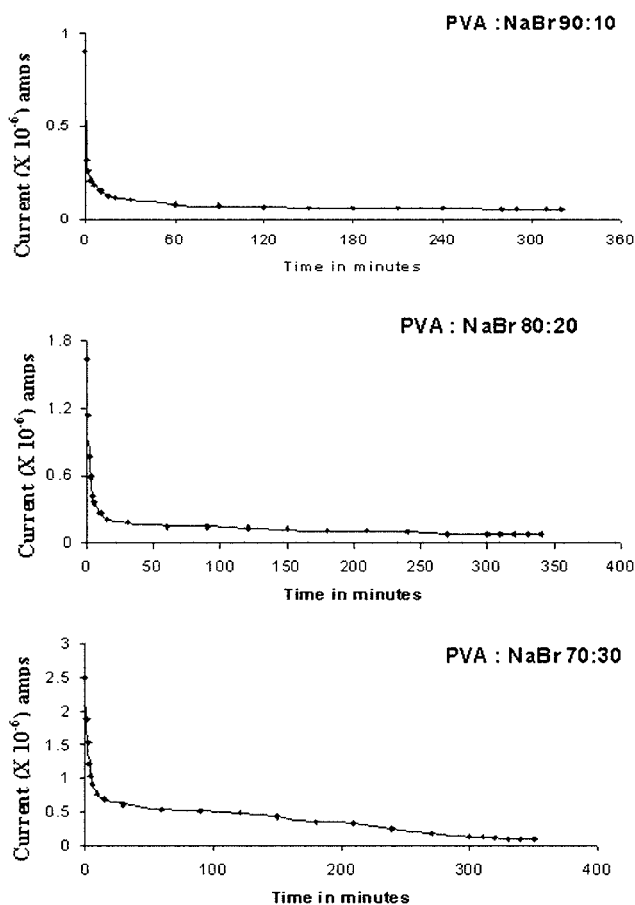 PVA : NaBr 90:10
Current (X 10⁻⁶) amps
1
0.5
0
0 60 120 180 240 300 360
Time in minutes
PVA : NaBr 80:20
Current (X 10⁻⁶) amps
1.8
1.2
0.6
0
0 50 100 150 200 250 300 350 400
Time in minutes
PVA : NaBr 70:30
Current (X 10⁻⁶) amps
3
2.5
2
1.5
1
0.5
0
0 100 200 300 400
Time in minutes